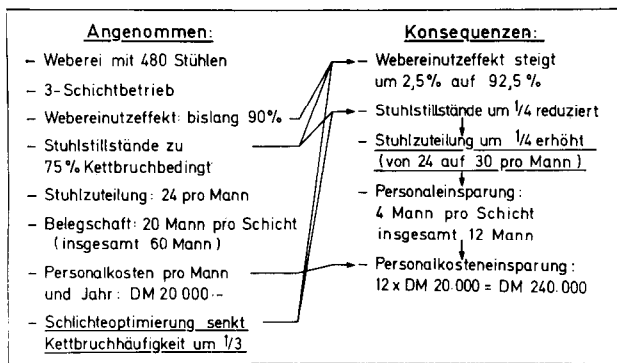 Angenommen:
- Weberei mit 480 Stühlen
- 3-Schichtbetrieb
- Webereinutzeffekt: bislang 90%
- Stuhlstillstände zu
75% Kettbruchbedingt
- Stuhlzuteilung: 24 pro Mann
- Belegschaft: 20 Mann pro Schicht
(insgesamt 60 Mann)
- Personalkosten pro Mann
und Jahr: DM 20 000.-
- Schlichteoptimierung senkt
Kettbruchhäufigkeit um 1/3
Konsequenzen:
- Webereinutzeffekt steigt
um 2,5% auf 92,5%
- Stuhlstillstände um 1/4 reduziert
- Stuhlzuteilung um 1/4 erhöht
(von 24 auf 30 pro Mann)
- Personaleinsparung:
4 Mann pro Schicht
insgesamt 12 Mann
- Personalkosteneinsparung:
12 x DM 20.000 = DM 240.000